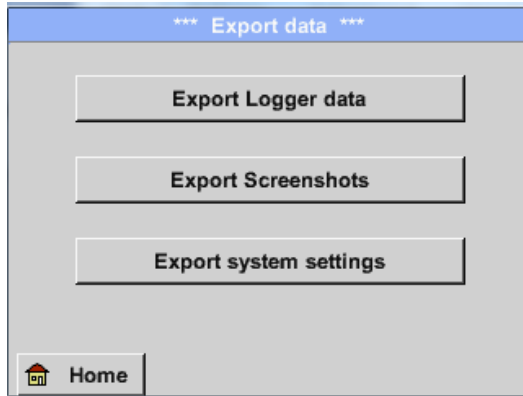 *** Export data ***
Export Logger data
Export Screenshots
Export system settings
Home